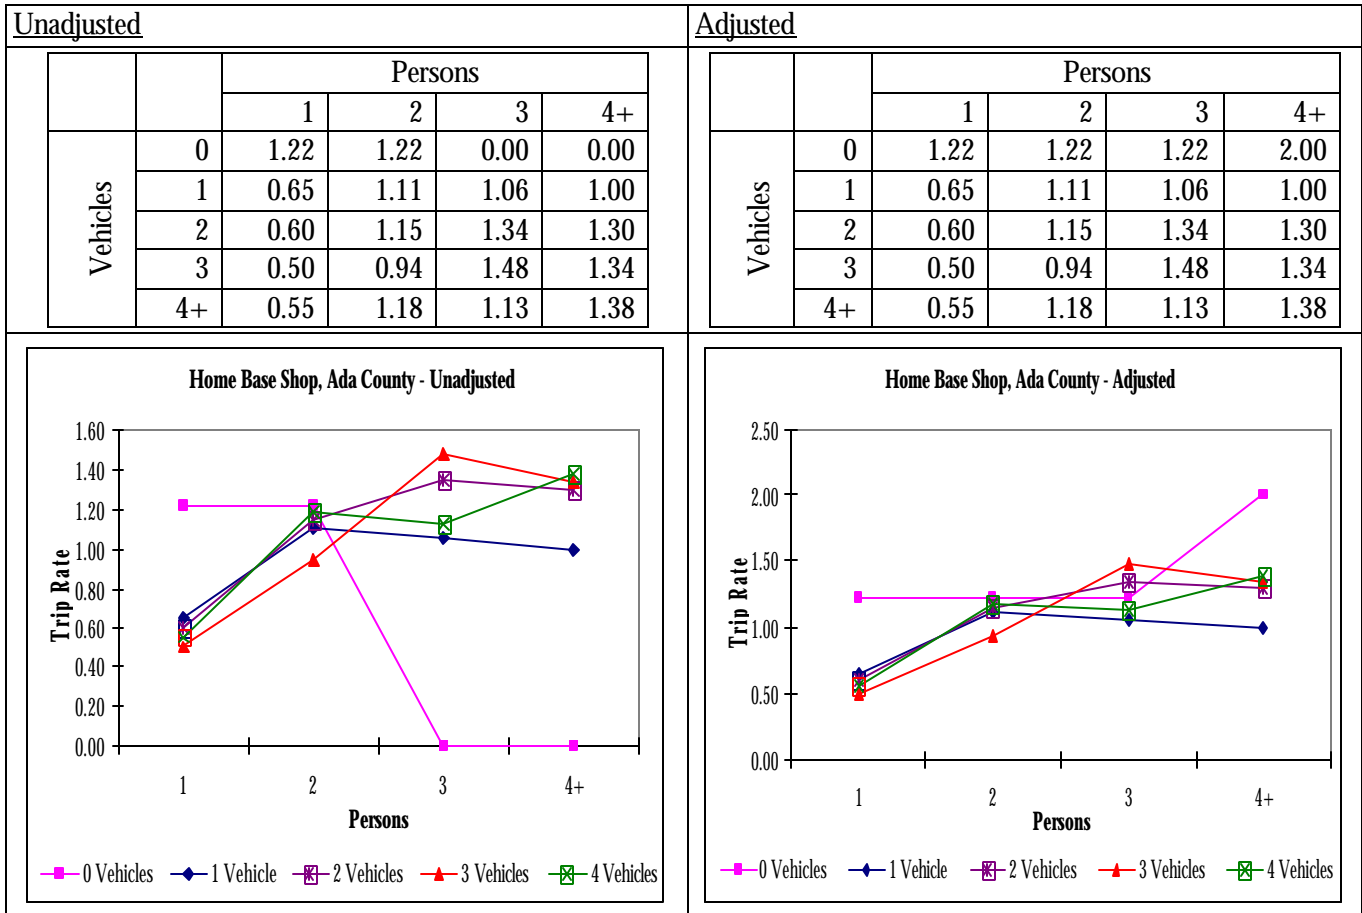 Unadjusted
Persons
1 2 3 4+
Vehicles
0 1.22 1.22 0.00 0.00
1 0.65 1.11 1.06 1.00
2 0.60 1.15 1.34 1.30
3 0.50 0.94 1.48 1.34
4+ 0.55 1.18 1.13 1.38
Home Base Shop, Ada County - Unadjusted
Trip Rate
1.60
1.40
1.20
1.00
0.80
0.60
0.40
0.20
0.00
1 2 3 4+
Persons
0 Vehicles 1 Vehicle 2 Vehicles 3 Vehicles 4 Vehicles
Adjusted
Persons
1 2 3 4+
Vehicles
0 1.22 1.22 1.22 2.00
1 0.65 1.11 1.06 1.00
2 0.60 1.15 1.34 1.30
3 0.50 0.94 1.48 1.34
4+ 0.55 1.18 1.13 1.38
Home Base Shop, Ada County - Adjusted
Trip Rate
2.50
2.00
1.50
1.00
0.50
0.00
1 2 3 4+
Persons
0 Vehicles 1 Vehicle 2 Vehicles 3 Vehicles 4 Vehicles